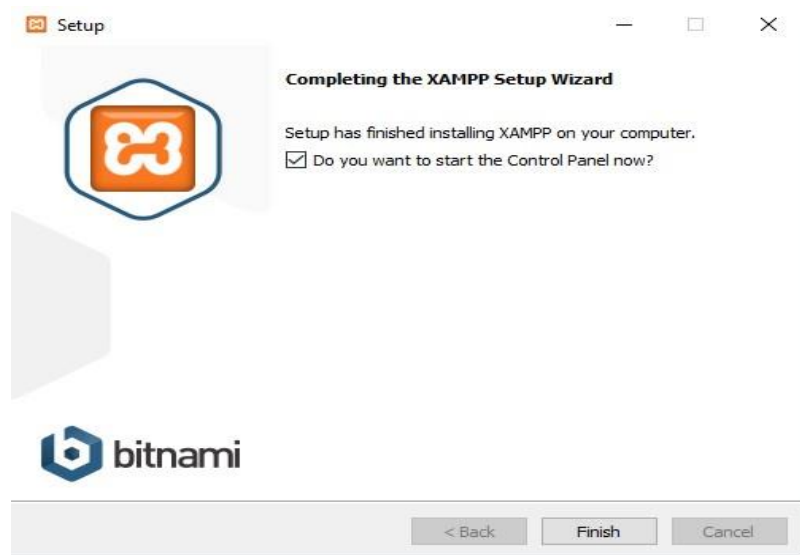 Setup
Completing the XAMPP Setup Wizard
Setup has finished installing XAMPP on your computer.
Do you want to start the Control Panel now?
bitnami
< Back
Finish
Cancel